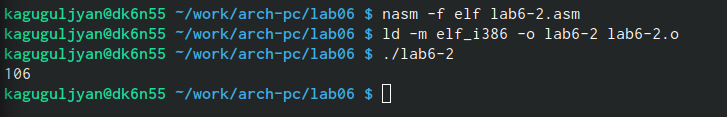 kaguguljyan@dk6n55 ~/work/arch-pc/lab06 $ nasm -f elf lab6-2.asm
kaguguljyan@dk6n55 ~/work/arch-pc/lab06 $ ld -m elf_i386 -o lab6-2 lab6-2.o
kaguguljyan@dk6n55 ~/work/arch-pc/lab06 $ ./lab6-2
106
kaguguljyan@dk6n55 ~/work/arch-pc/lab06 $